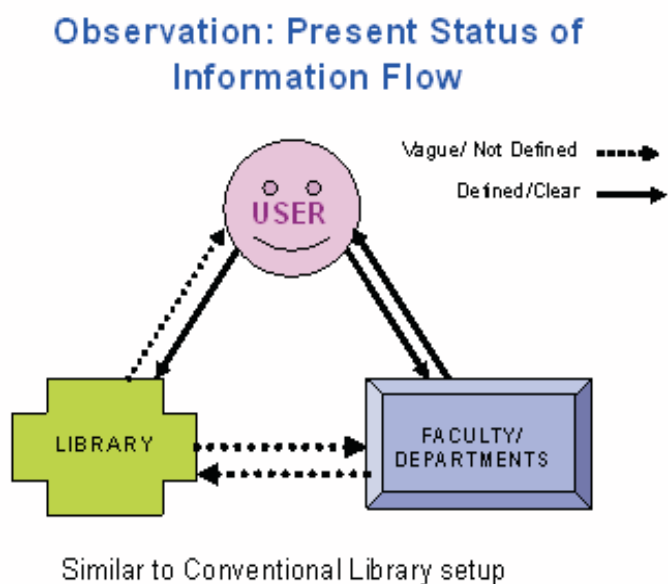 Observation: Present Status of
Information Flow
Vague/ Not Defined
Defined/Clear
USER
LIBRARY
FACULTY/
DEPARTMENTS
Similar to Conventional Library setup